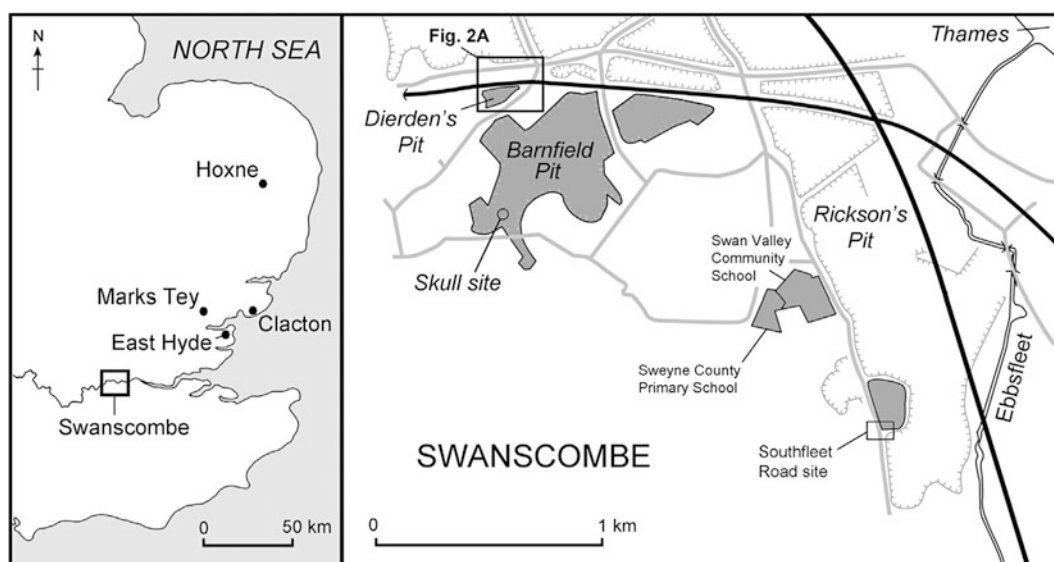 N
NORTH SEA
Hoxne
Marks Tey
Clacton
East Hyde
Swanscombe
0
50 km
Fig. 2A
Thames
Dierden's
Pit
Barnfield
Pit
Rickson's
Pit
Skull site
Swan Valley
Community
School
Sweyne County
Primary School
Ebbsfleet
SWANSCOMBE
Southfleet
Road site
0
1 km